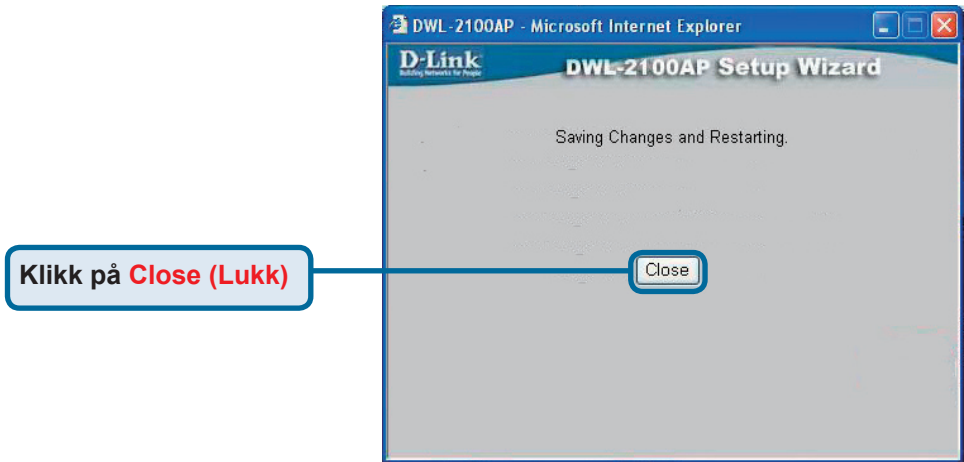 DWL-2100AP - Microsoft Internet Explorer
D-Link
Building Networks for People
DWL-2100AP Setup Wizard
Saving Changes and Restarting.
Klikk på Close (Lukk)
Close